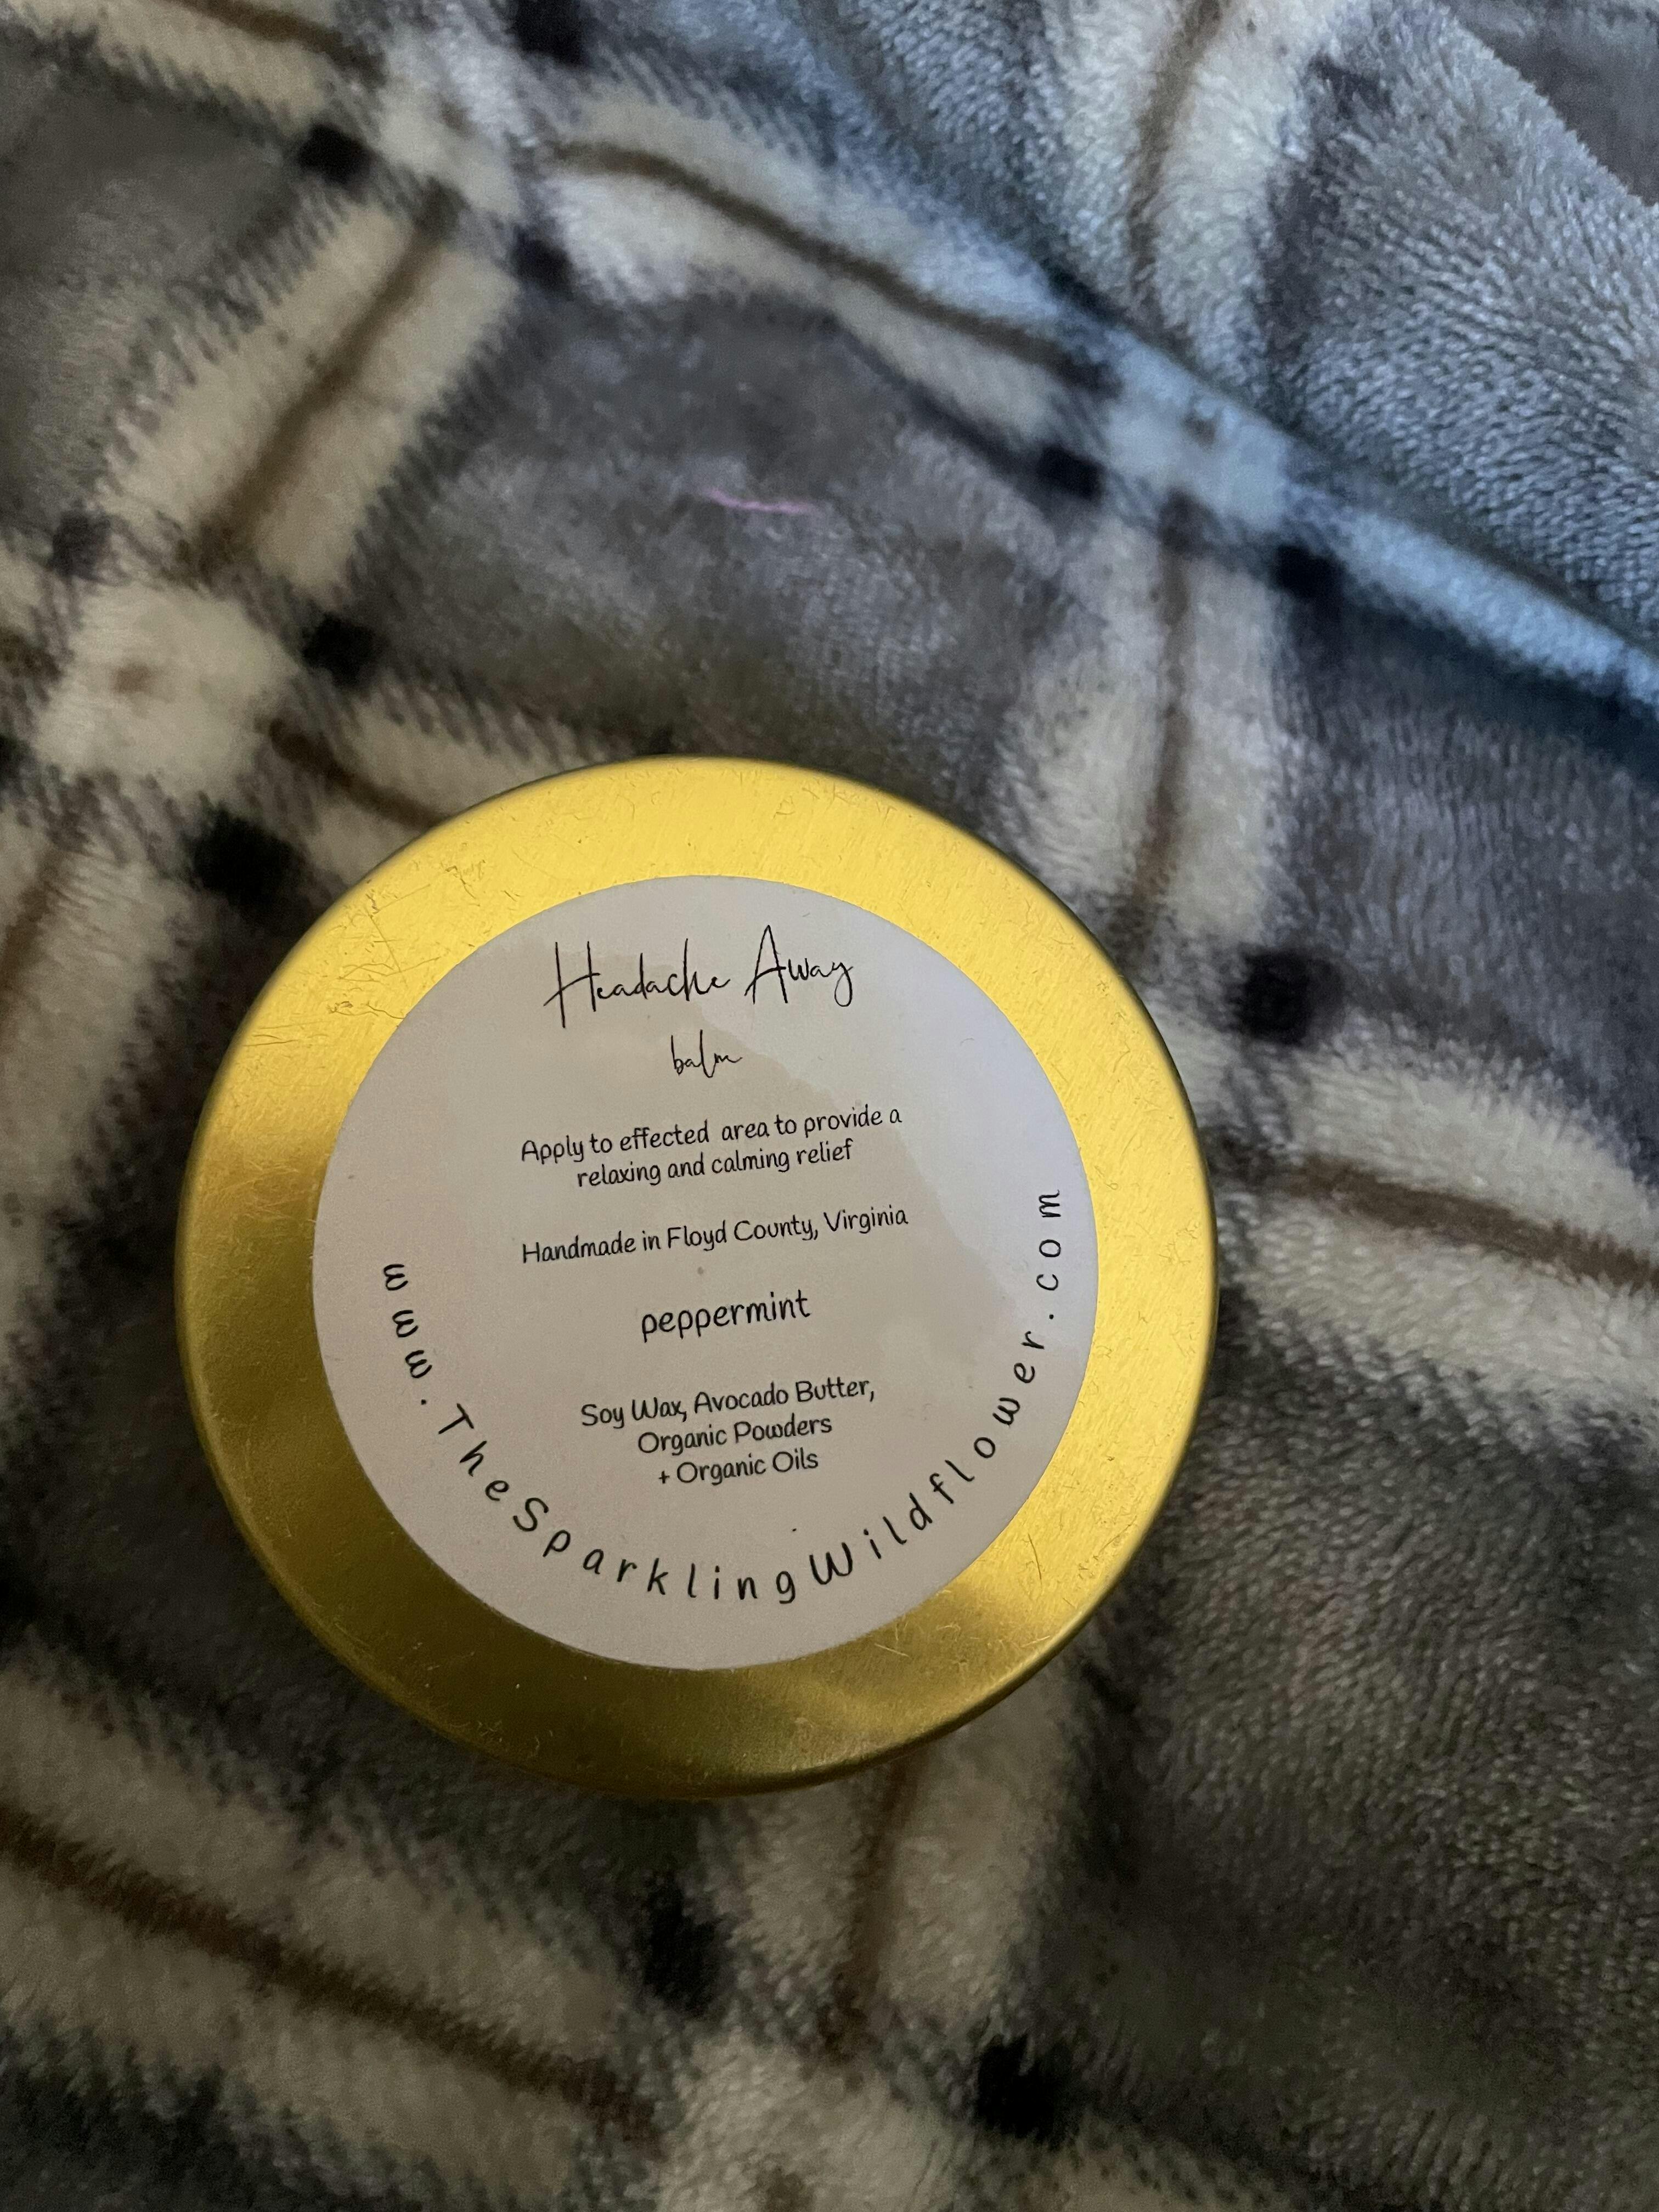 Headache Away
balm
Apply to effected area to provide a
relaxing and calming relief
Handmade in Floyd County, Virginia
peppermint
Soy Wax, Avocado Butter,
Organic Powders
+ Organic Oils
www.TheSparklingWildflower.com